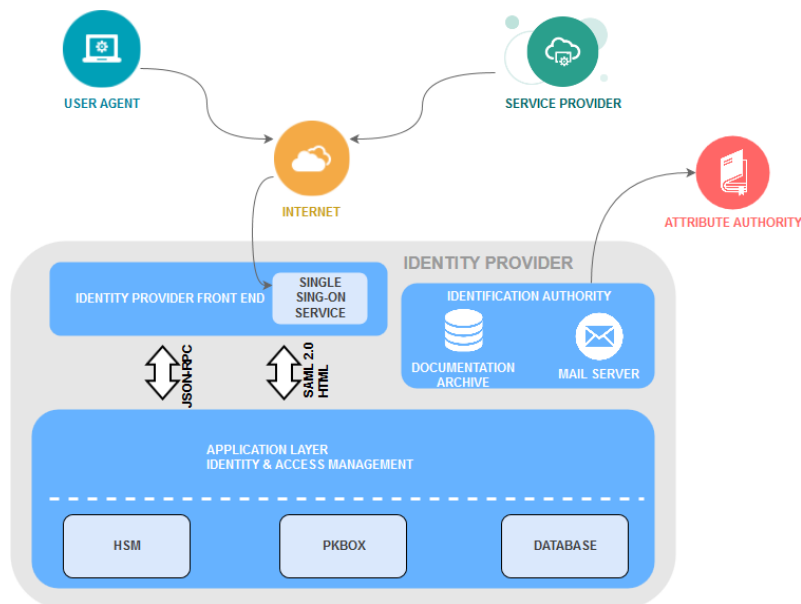 USER AGENT
SERVICE PROVIDER
INTERNET
ATTRIBUTE AUTHORITY
IDENTITY PROVIDER
IDENTITY PROVIDER FRONT END
SINGLE
SING-ON
SERVICE
IDENTIFICATION AUTHORITY
DOCUMENTATION
ARCHIVE
MAIL SERVER
JSON-RPC
SAML 2.0
HTML
APPLICATION LAYER
IDENTITY & ACCESS MANAGEMENT
HSM
PKBOX
DATABASE